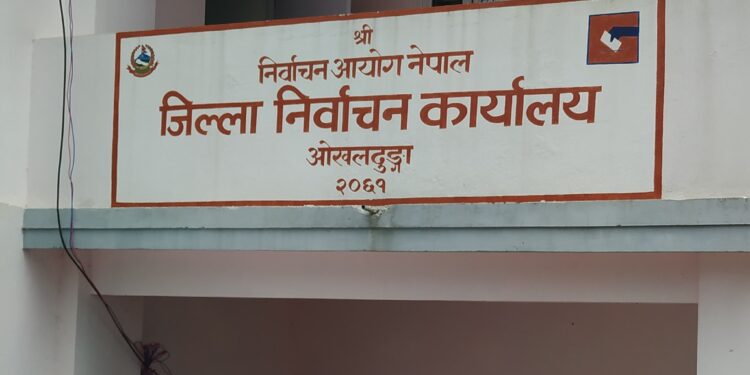 श्री
निर्वाचन आयोग नेपाल
जिल्ला निर्वाचन कार्यालय
ओखलढुङ्गा
२०६१